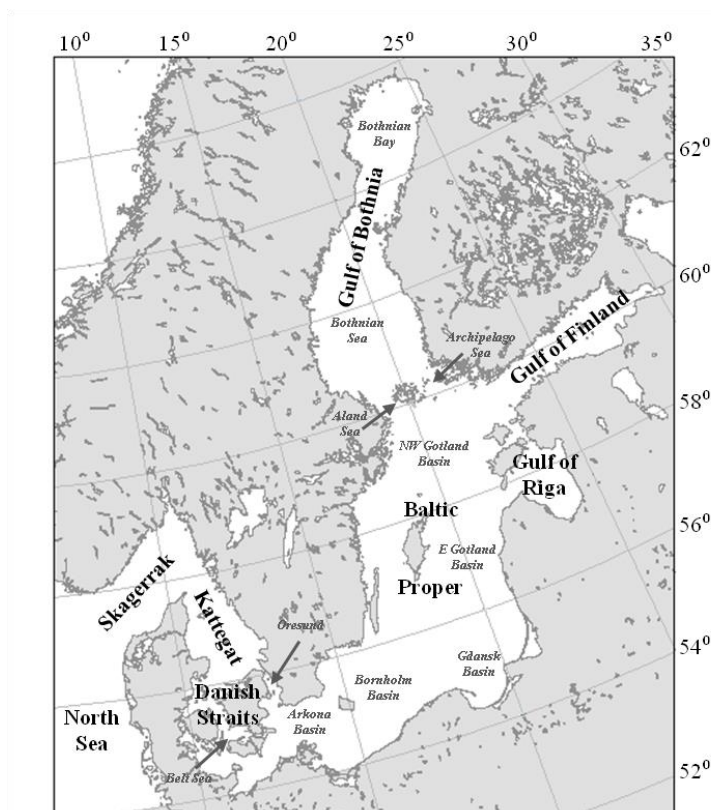 10⁰ 15⁰ 20⁰ 25⁰ 30⁰ 35⁰
Bothnian
Bay
62⁰
Gulf of Bothnia
60⁰
Bothnian
Sea
Archipelago
Sea
Gulf of Finland
58⁰
Aland
Sea
NW Gotland
Basin
Gulf of
Riga
56⁰
Baltic
E Gotland
Basin
Proper
Skagerrak
Kattegat
Oresund
54⁰
Gdansk
Basin
Bornholm
Basin
Danish
Straits
North
Sea
Arkona
Basin
Belt Sea
52⁰